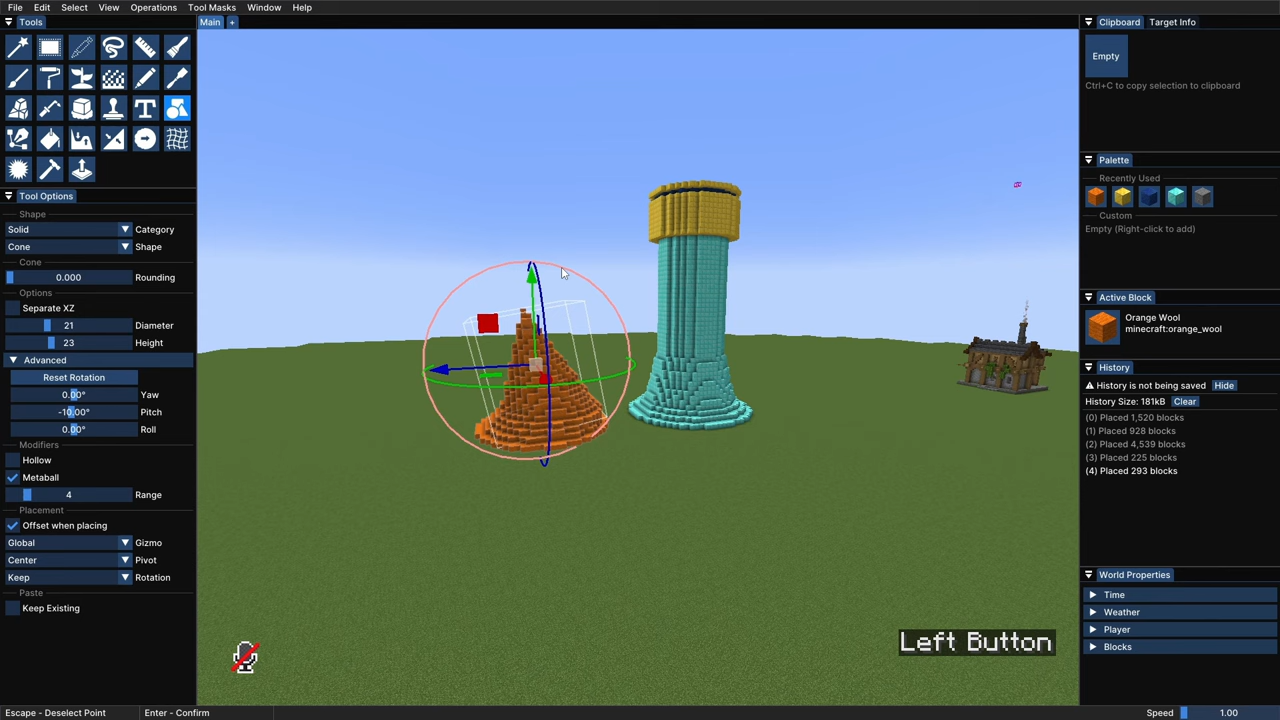 File Edit Select View Operations Tool Masks Window Help
Tools
Main +
Clipboard Target Info
Empty
Ctrl+C to copy selection to clipboard
Palette
Recently Used
Custom
Empty (Right-click to add)
Active Block
Orange Wool
minecraft:orange_wool
History
History is not being saved Hide
History Size: 181kB Clear
(0) Placed 1,520 blocks
(1) Placed 928 blocks
(2) Placed 4,539 blocks
(3) Placed 225 blocks
(4) Placed 293 blocks
World Properties
Time
Weather
Player
Blocks
Tool Options
Shape
Solid Category
Cone Shape
Cone
0.000 Rounding
Options
Separate XZ
21 Diameter
23 Height
Advanced
Reset Rotation
0.00° Yaw
-10.00° Pitch
0.00° Roll
Modifiers
Hollow
Metaball
4 Range
Placement
Offset when placing
Global Gizmo
Center Pivot
Keep Rotation
Paste
Keep Existing
Left Button
Escape - Deselect Point Enter - Confirm
Speed 1.00